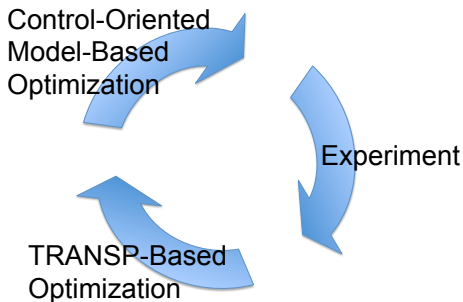 Control-Oriented
Model-Based
Optimization
Experiment
TRANSP-Based
Optimization